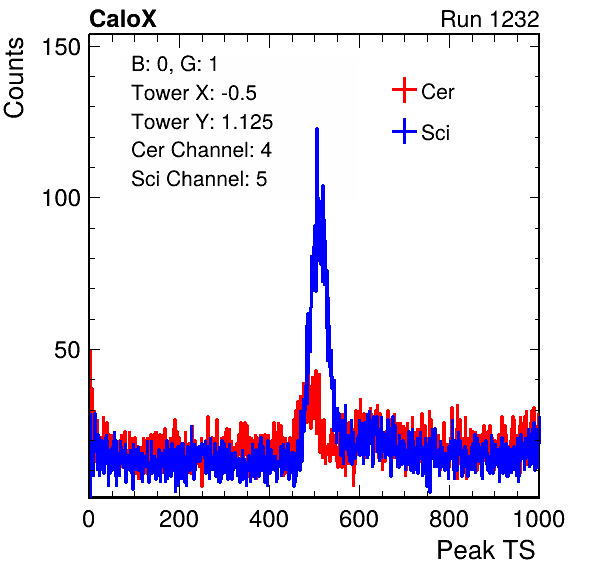 CaloX Run 1232
150
Counts
B: 0, G: 1
Tower X: -0.5
Tower Y: 1.125
Cer Channel: 4
Sci Channel: 5
Cer
Sci
100
50
0 200 400 600 800 1000
Peak TS